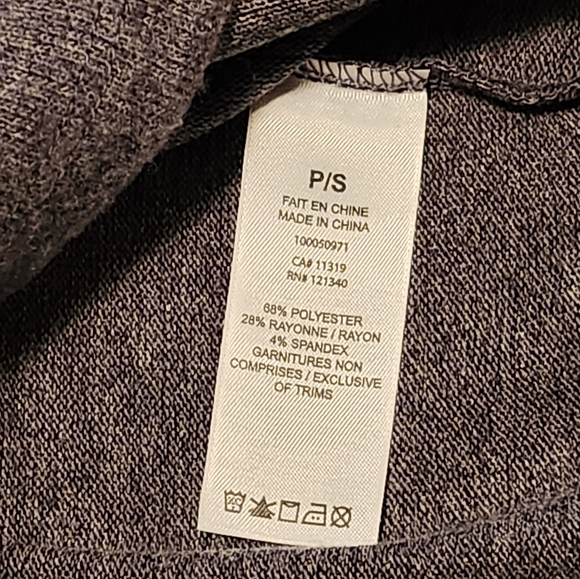 P/S
FAIT EN CHINE
MADE IN CHINA
100050971
CA# 11319
RN# 121340
68% POLYESTER
28% RAYONNE / RAYON
4% SPANDEX
GARNITURES NON
COMPRISES / EXCLUSIVE
OF TRIMS